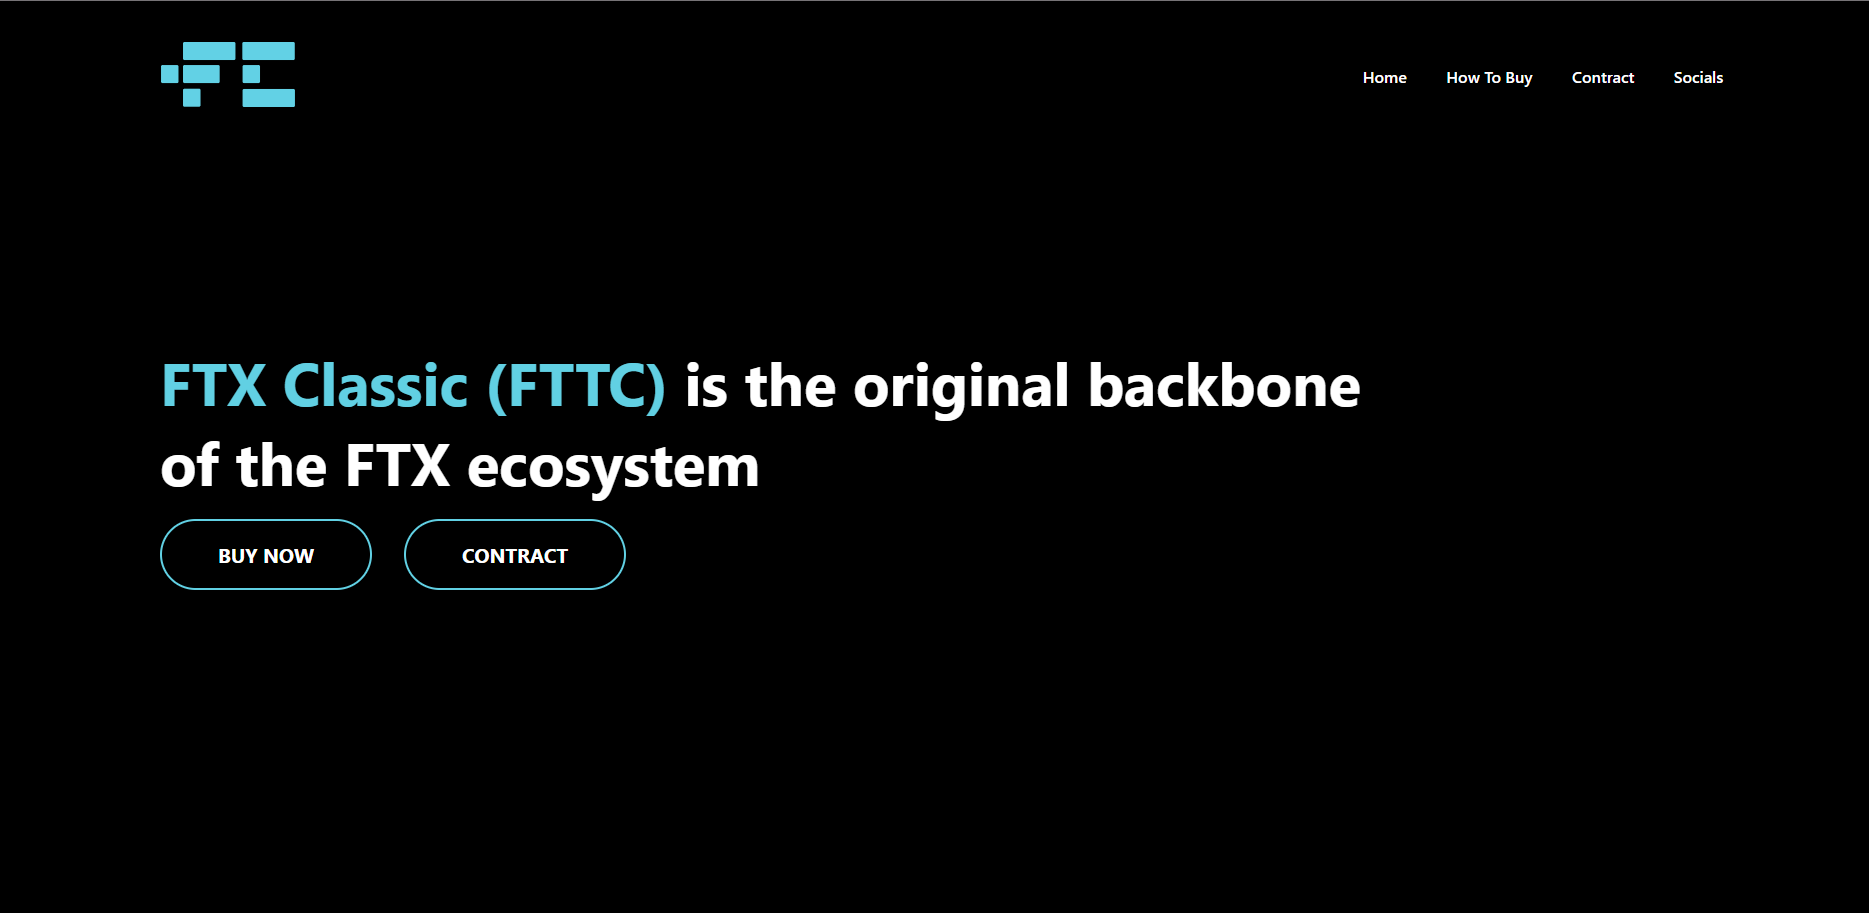 FC
Home How To Buy Contract Socials
FTX Classic (FTTC) is the original backbone
of the FTX ecosystem
BUY NOW CONTRACT